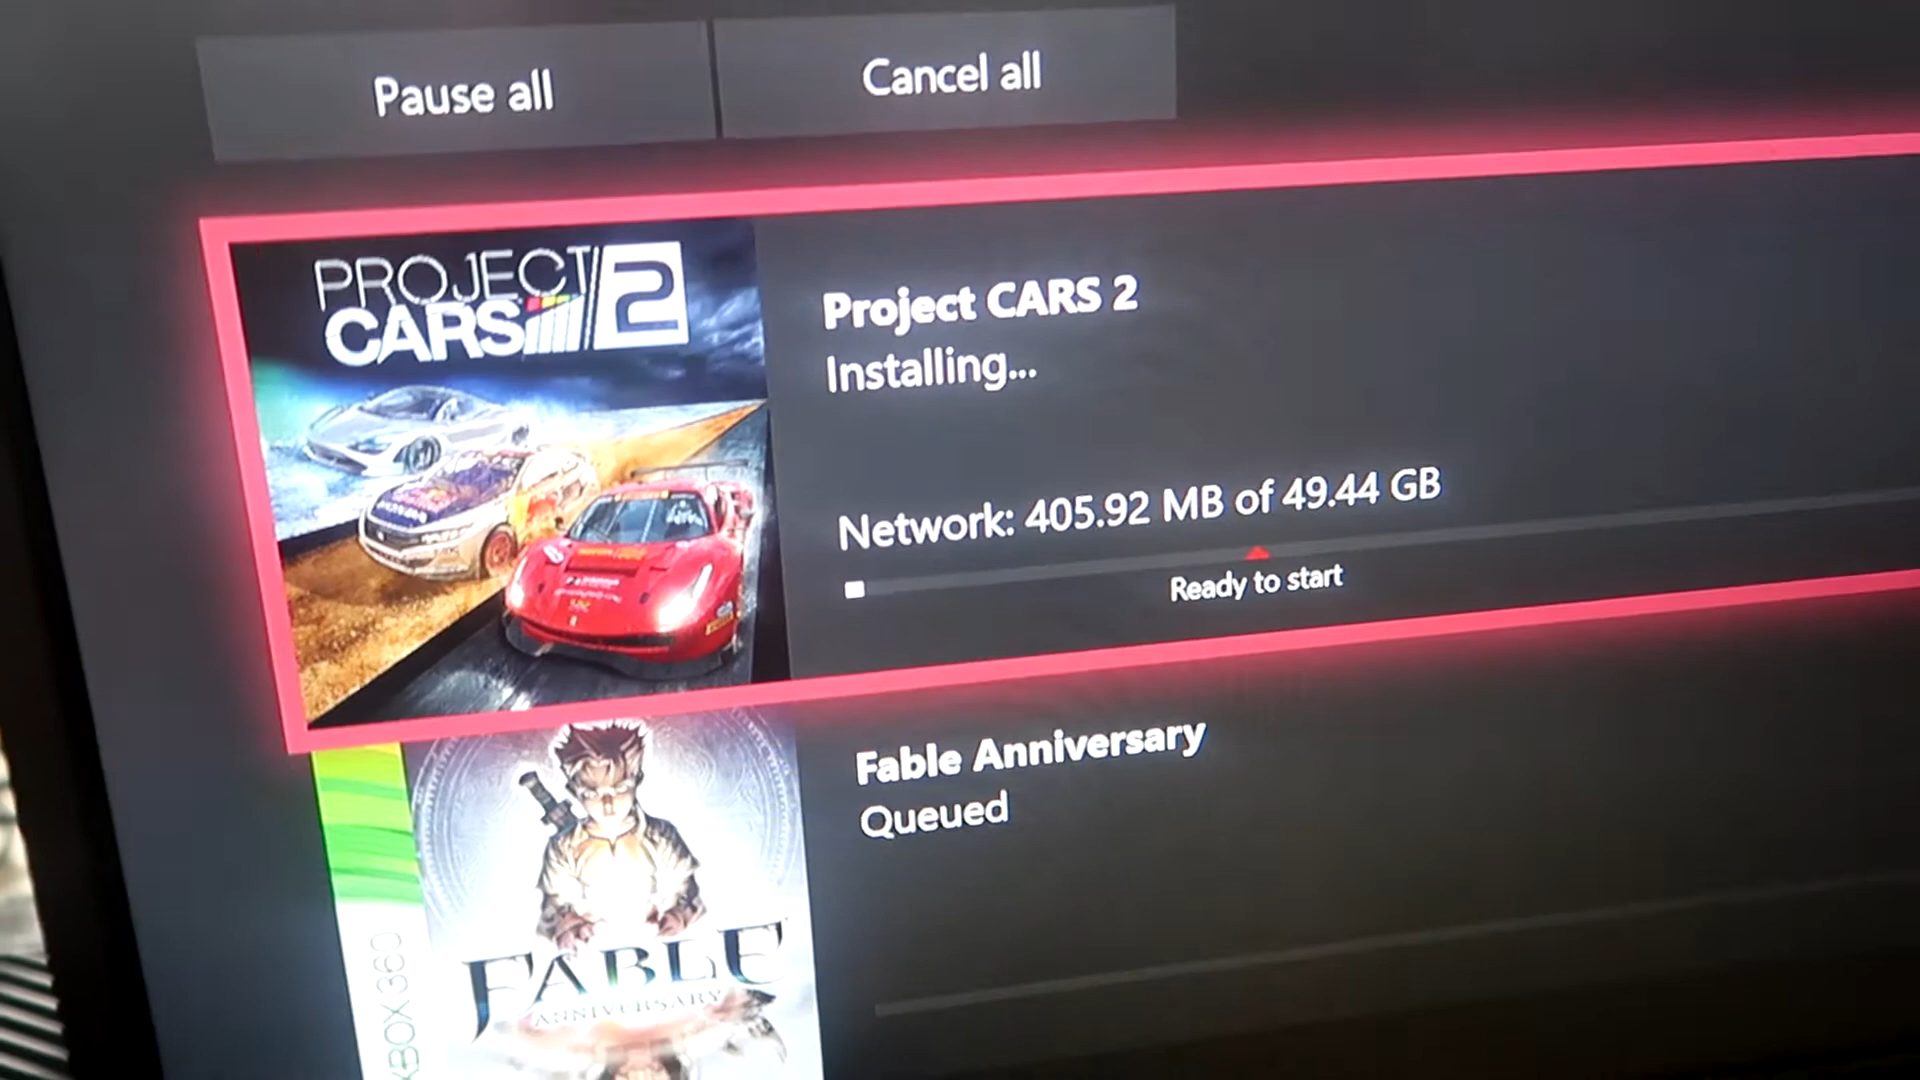 Pause all
Cancel all
PROJECT
CARS 2
Project CARS 2
Installing...
Network: 405.92 MB of 49.44 GB
Ready to start
Fable Anniversary
Queued
XBOX 360
FABLE
ANNIVERSARY